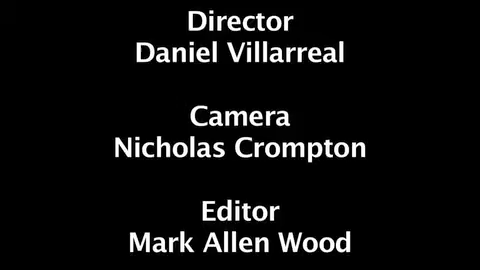 Director
Daniel Villarreal
Camera
Nicholas Crompton
Editor
Mark Allen Wood